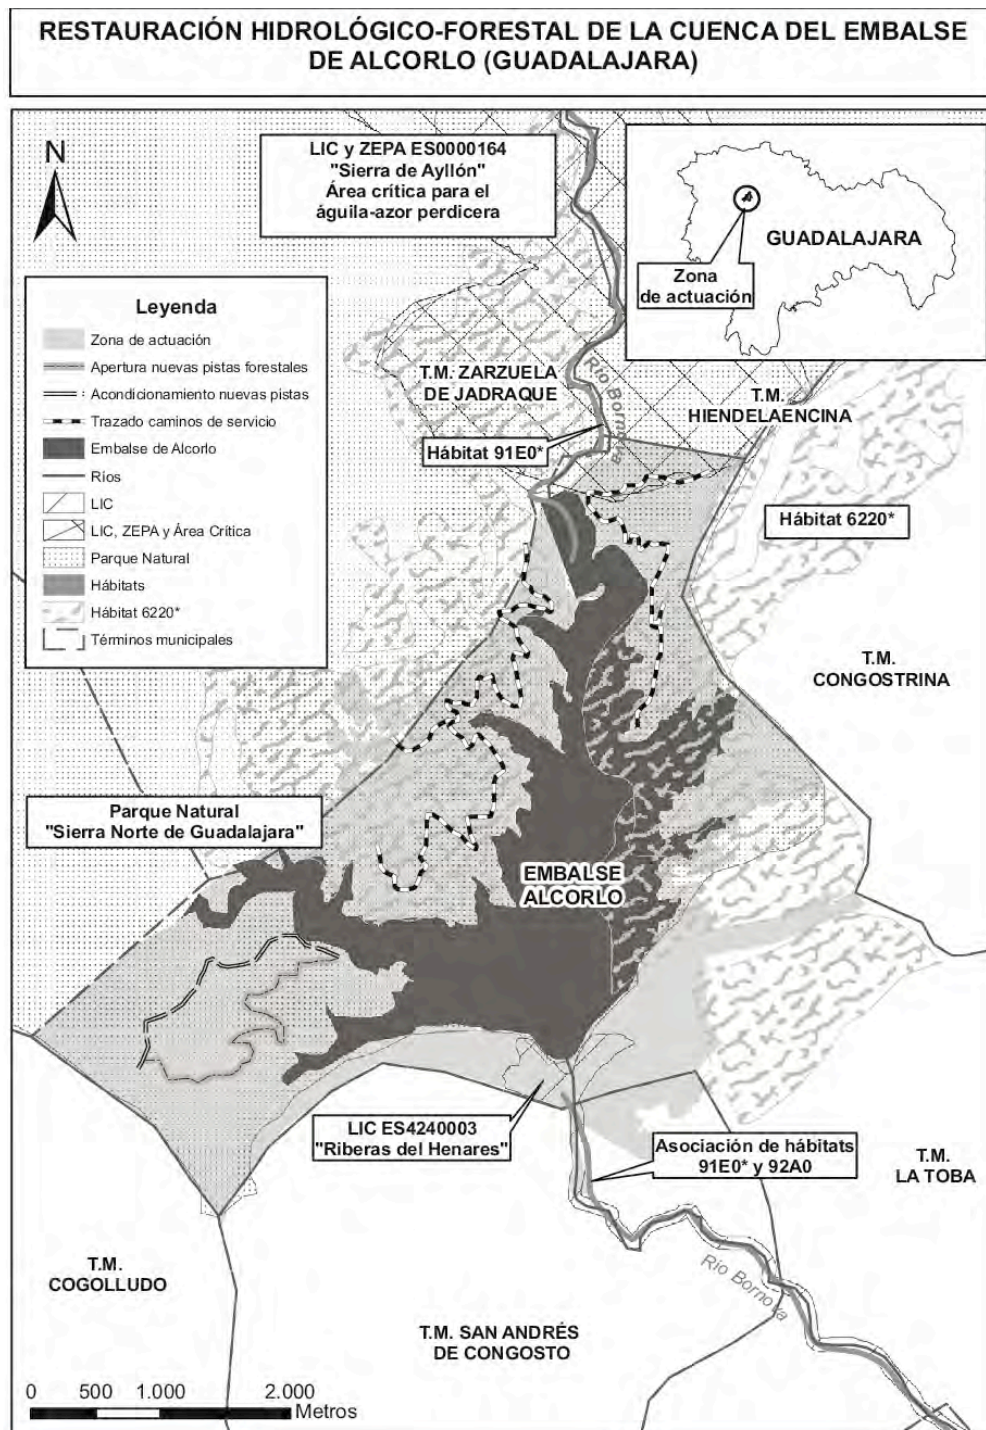 RESTAURACIÓN HIDROLÓGICO-FORESTAL DE LA CUENCA DEL EMBALSE
DE ALCORLO (GUADALAJARA)
N
LIC y ZEPA ES0000164
"Sierra de Ayllón"
Área crítica para el
águila-azor perdicera
GUADALAJARA
Zona
de actuación
Leyenda
Zona de actuación
Apertura nuevas pistas forestales
Acondicionamiento nuevas pistas
Trazado caminos de servicio
Embalse de Alcorlo
Ríos
LIC
LIC, ZEPA y Área Crítica
Parque Natural
Hábitats
Hábitat 6220*
Términos municipales
T.M. ZARZUELA
DE JADRAQUE
Río Bornova
T.M.
HIENDELAENCINA
Hábitat 91E0*
Hábitat 6220*
T.M.
CONGOSTRINA
Parque Natural
"Sierra Norte de Guadalajara"
EMBALSE
ALCORLO
LIC ES4240003
"Riberas del Henares"
Asociación de hábitats
91E0* y 92A0
T.M.
LA TOBA
Río Bornova
T.M.
COGOLLUDO
T.M. SAN ANDRÉS
DE CONGOSTO
0 500 1.000 2.000
Metros